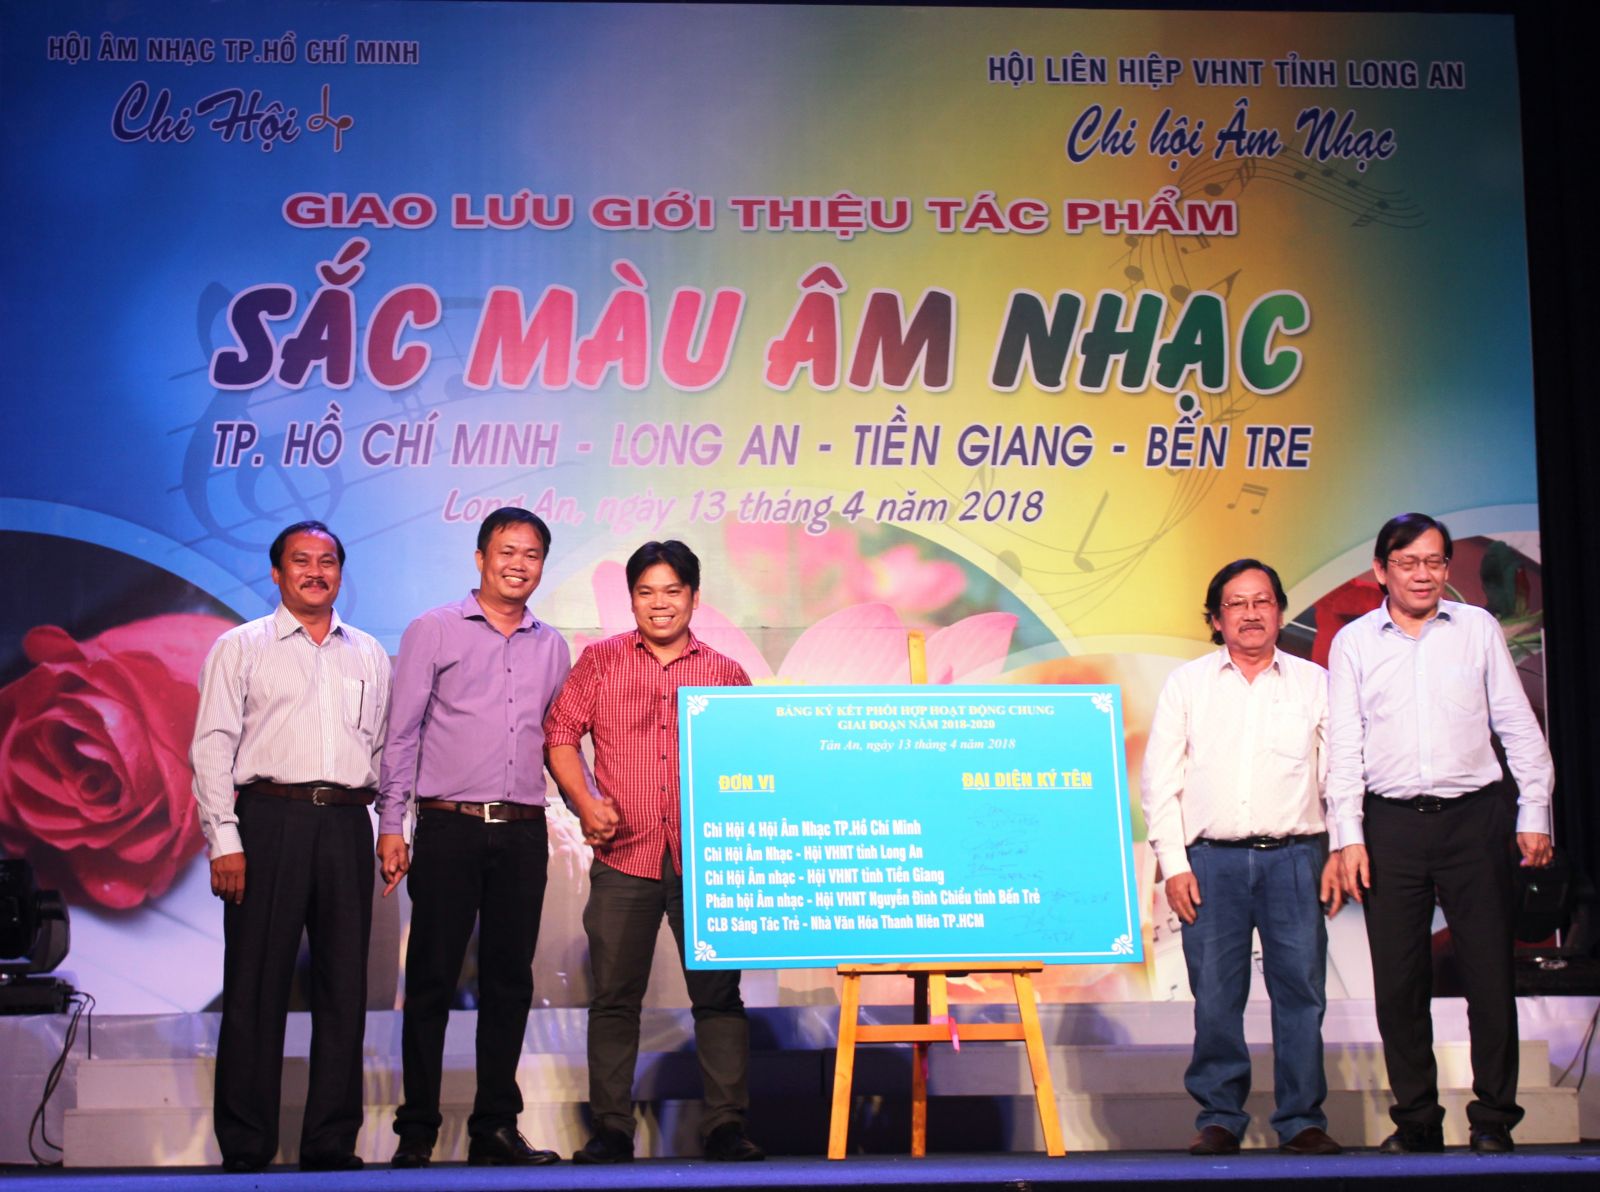 HỘI ÂM NHẠC TP.HỒ CHÍ MINH
Chi Hội 4
HỘI LIÊN HIỆP VHNT TỈNH LONG AN
Chi hội Âm Nhạc
GIAO LƯU GIỚI THIỆU TÁC PHẨM
SẮC MÀU ÂM NHẠC
TP. HỒ CHÍ MINH - LONG AN - TIỀN GIANG - BẾN TRE
Long An, ngày 13 tháng 4 năm 2018
BẢNG KÝ KẾT PHỐI HỢP HOẠT ĐỘNG CHUNG
GIAI ĐOẠN NĂM 2018-2020
Tân An, ngày 13 tháng 4 năm 2018
ĐƠN VỊ
ĐẠI DIỆN KÝ TÊN
Chi Hội 4 Hội Âm Nhạc TP.Hồ Chí Minh
Chi Hội Âm Nhạc - Hội VHNT tỉnh Long An
Chi Hội Âm nhạc - Hội VHNT tỉnh Tiền Giang
Phân hội Âm nhạc - Hội VHNT Nguyễn Đình Chiểu tỉnh Bến Tre
CLB Sáng Tác Trẻ - Nhà Văn Hóa Thanh Niên TP.HCM